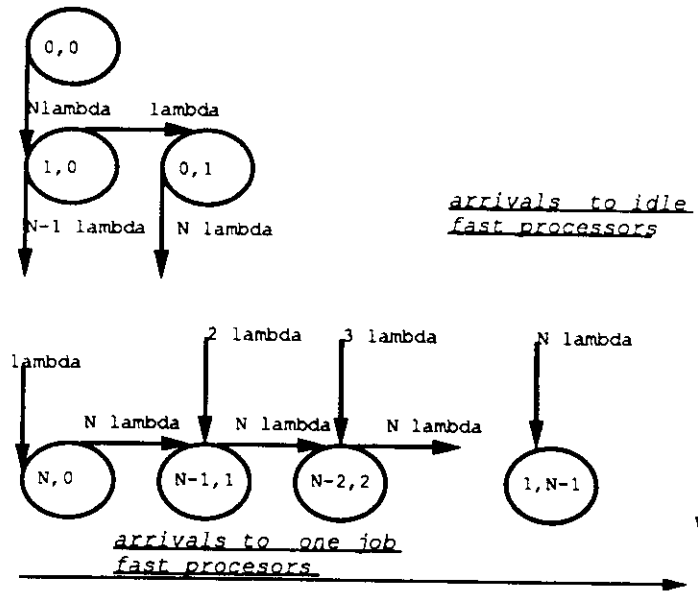 0,0
Nlambda lambda
1,0 0,1
arrivals to idle
fast processors
N-1 lambda N lambda
2 lambda 3 lambda N lambda
lambda
N lambda N lambda N lambda
N,0 N-1,1 N-2,2 1,N-1
arrivals to one job
fast procesors